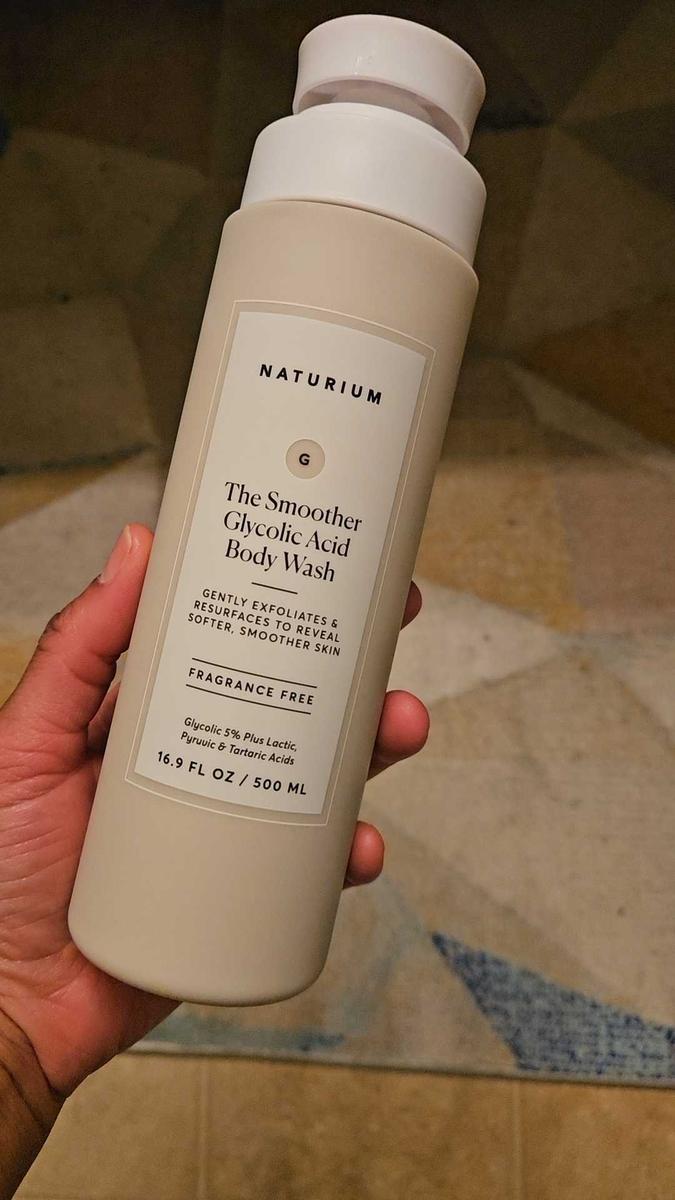 NATURIUM
G
The Smoother
Glycolic Acid
Body Wash
GENTLY EXFOLIATES &
RESURFACES TO REVEAL
SOFTER, SMOOTHER SKIN
FRAGRANCE FREE
Glycolic 5% Plus Lactic,
Pyruvic & Tartaric Acids
16.9 FL OZ / 500 ML